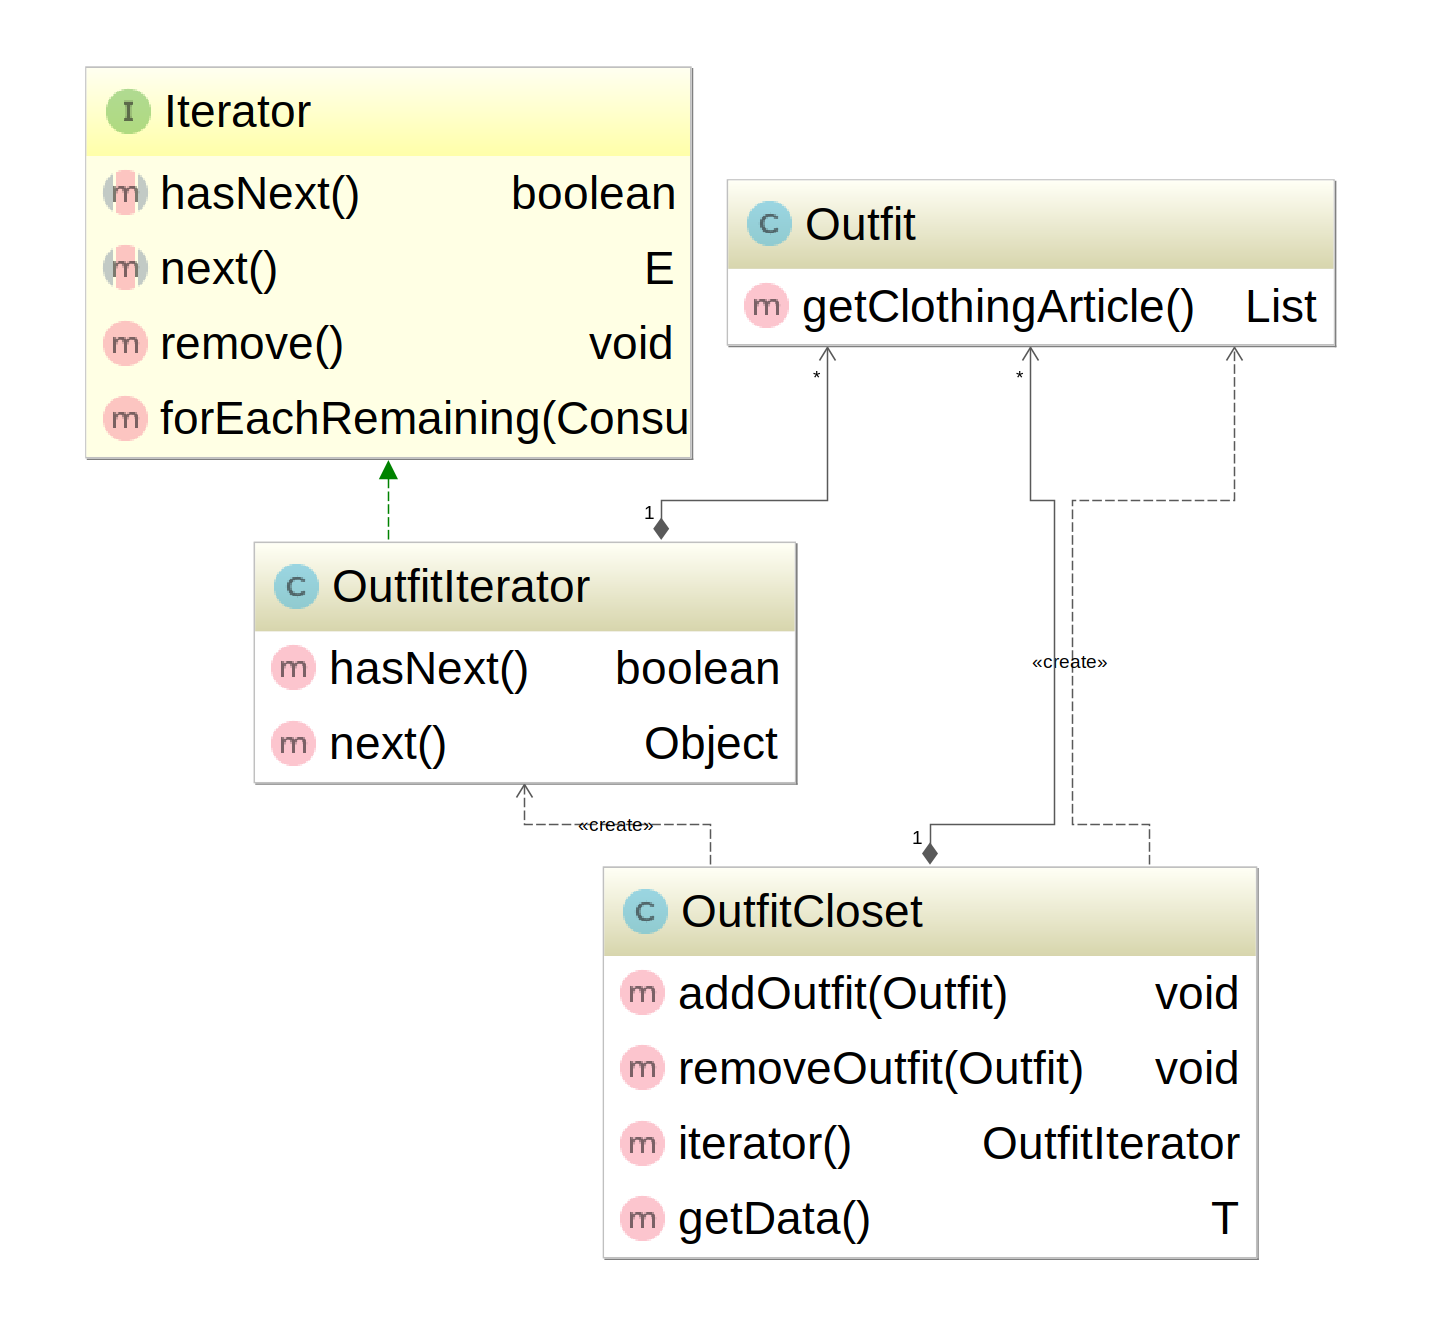 I Iterator
m hasNext() boolean
m next() E
m remove() void
m forEachRemaining(Consu
C Outfit
m getClothingArticle() List
* *
1
C OutfitIterator
m hasNext() boolean
m next() Object
«create»
«create»
1
C OutfitCloset
m addOutfit(Outfit) void
m removeOutfit(Outfit) void
m iterator() OutfitIterator
m getData() T